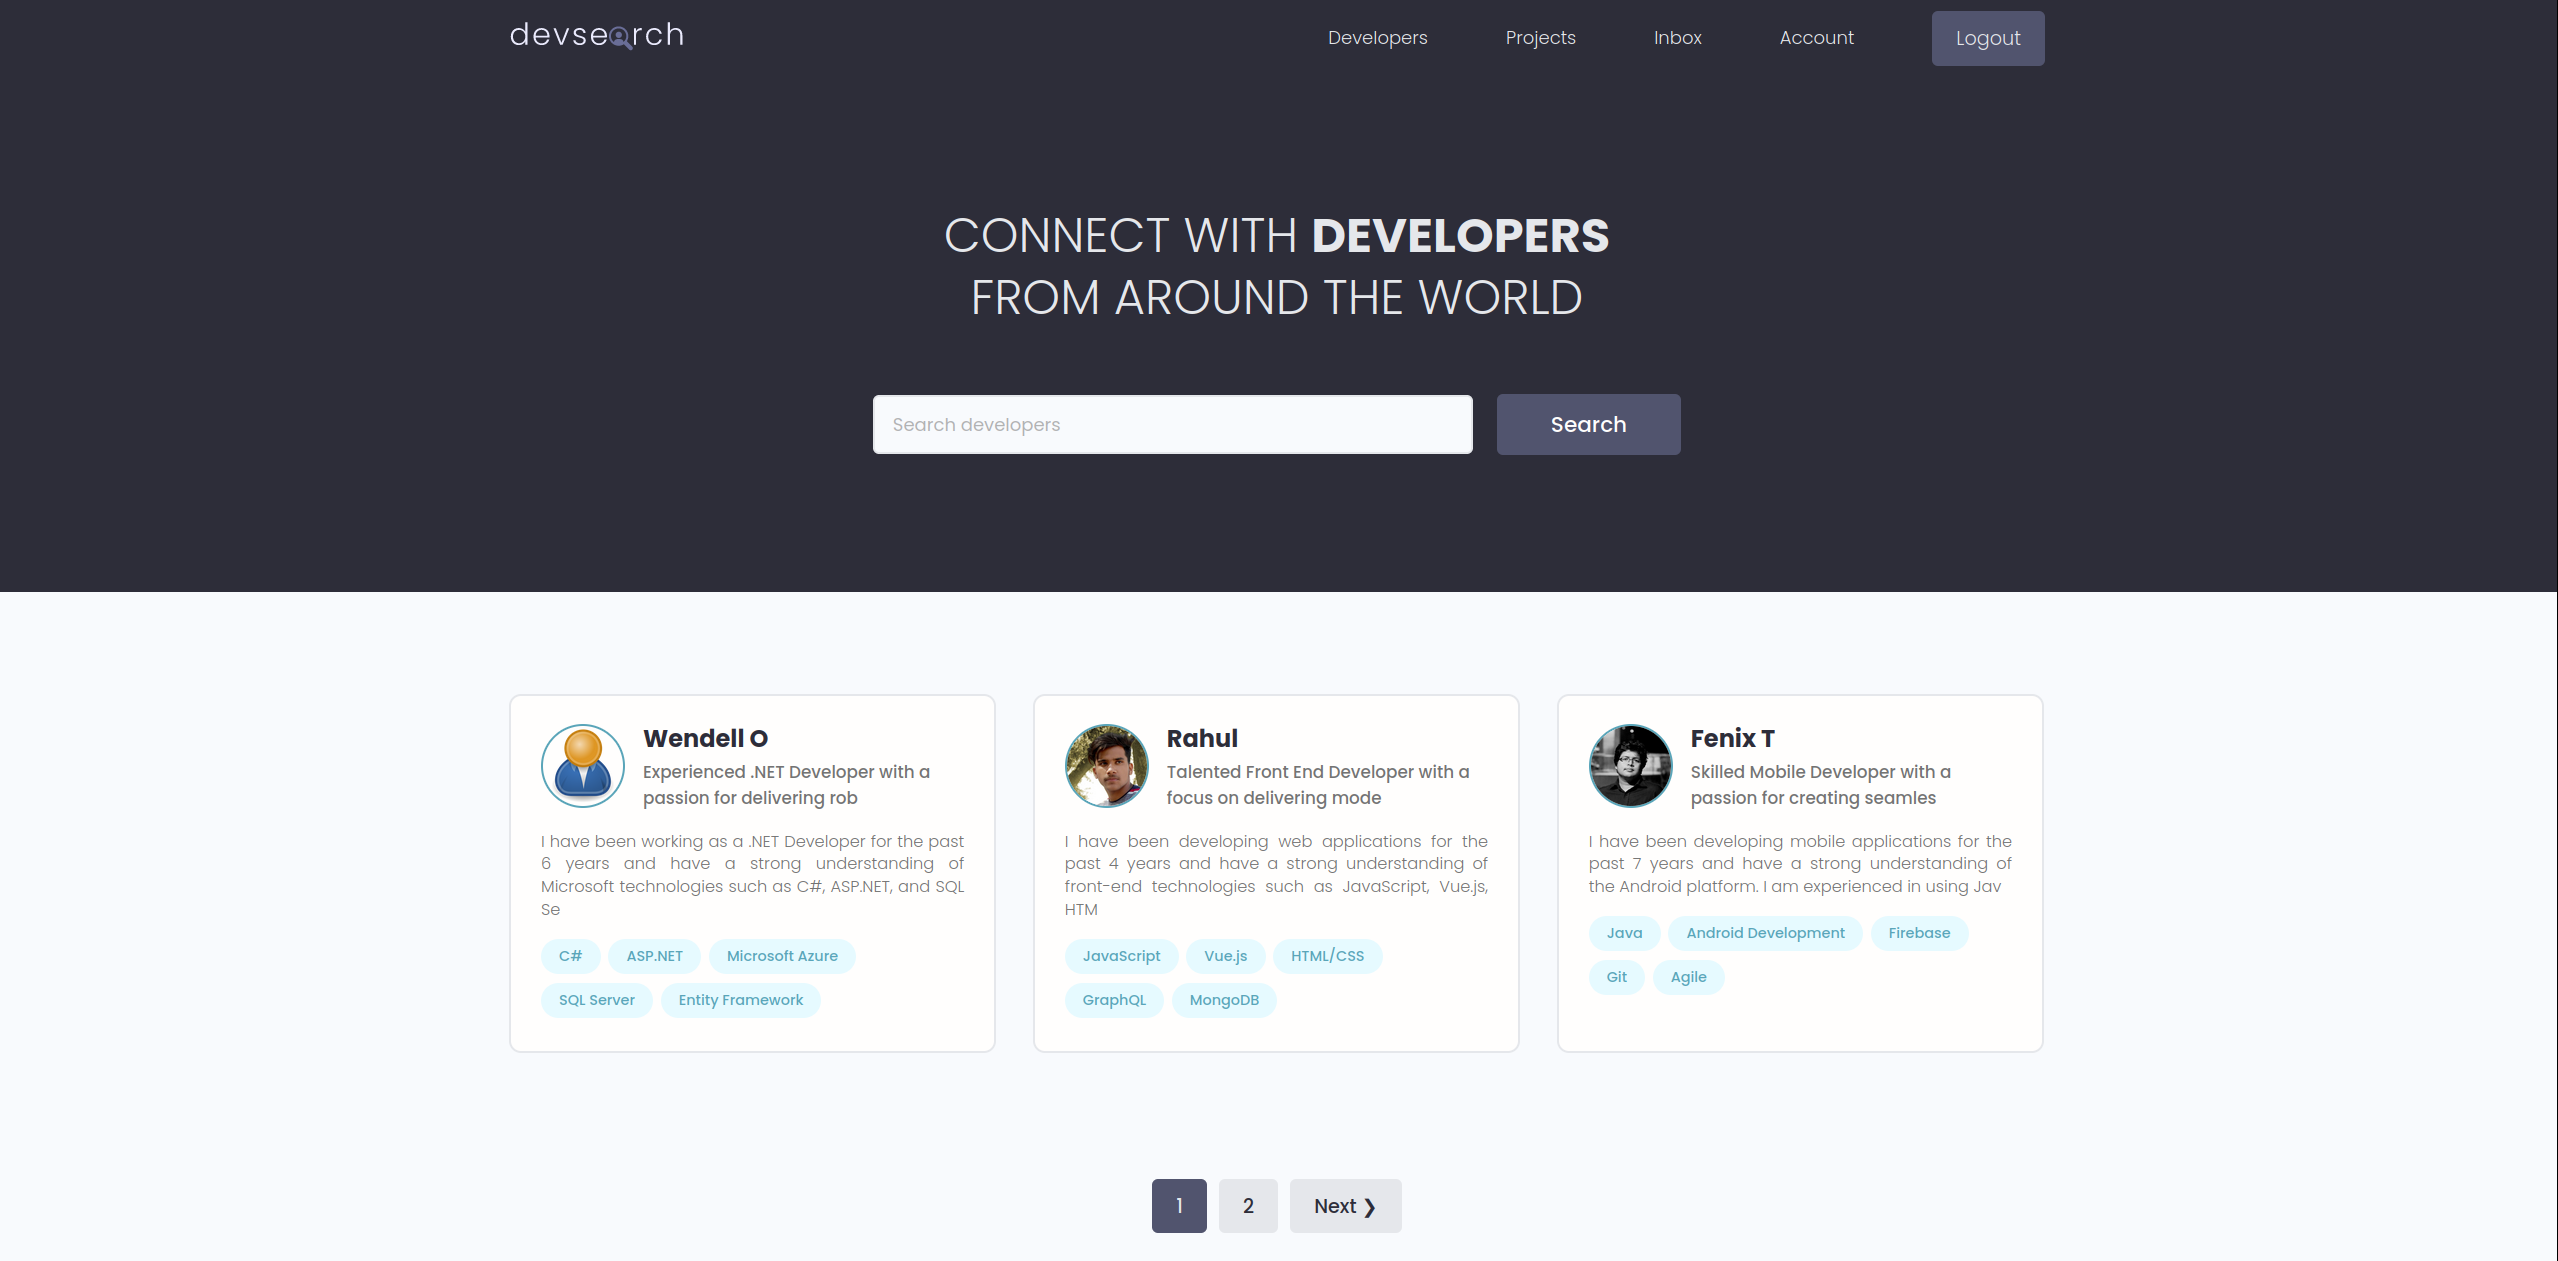 devsearch
Developers
Projects
Inbox
Account
Logout
CONNECT WITH DEVELOPERS
FROM AROUND THE WORLD
Search developers
Search
Wendell O
Experienced .NET Developer with a
passion for delivering rob
I have been working as a .NET Developer for the past
6 years and have a strong understanding of
Microsoft technologies such as C#, ASP.NET, and SQL
Se
C# ASP.NET Microsoft Azure
SQL Server Entity Framework
Rahul
Talented Front End Developer with a
focus on delivering mode
I have been developing web applications for the
past 4 years and have a strong understanding of
front-end technologies such as JavaScript, Vue.js,
HTM
JavaScript Vue.js HTML/CSS
GraphQL MongoDB
Fenix T
Skilled Mobile Developer with a
passion for creating seamles
I have been developing mobile applications for the
past 7 years and have a strong understanding of
the Android platform. I am experienced in using Jav
Java Android Development Firebase
Git Agile
1 2 Next ❯